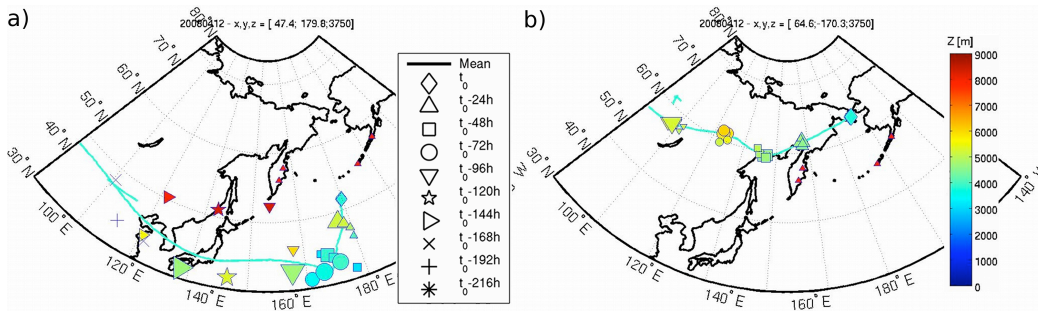 a)
20080412 - x,y,z = [ 47.4; 179.8;3750]
80°N
70°N
60°N
50°N
30°N
100°E
120°E
140°E
160°E
180°E
Mean
t0
t0-24h
t0-48h
t0-72h
t0-96h
t0-120h
t0-144h
t0-168h
t0-192h
t0-216h
b)
20080412 - x,y,z = [ 64.6;-170.3;3750]
80°N
70°N
60°N
50°N
30°N
100°E
120°E
140°E
160°E
180°E
140°W
W
Z [m]
9000
8000
7000
6000
5000
4000
3000
2000
1000
0